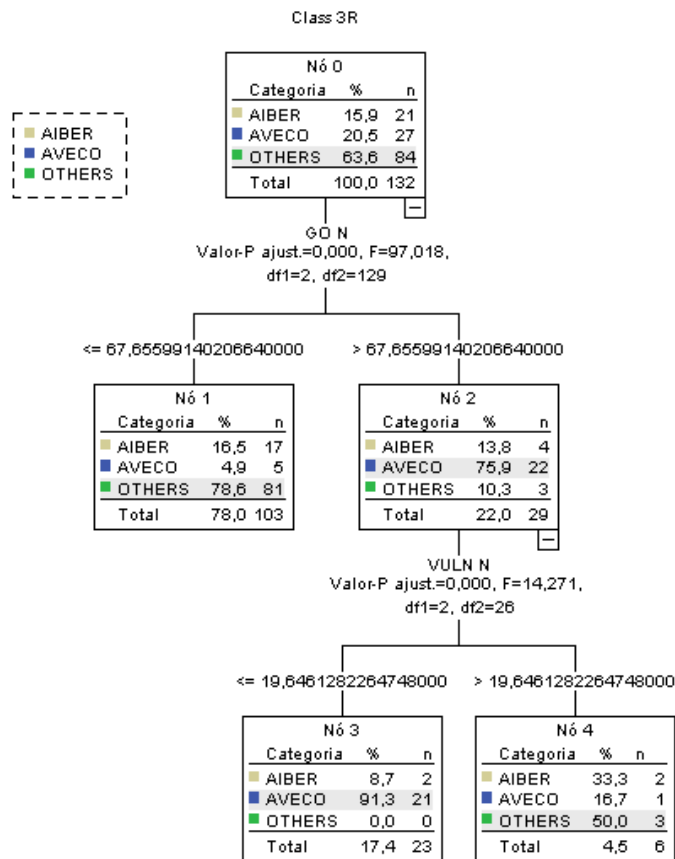 Class 3R
AIBER
AVECO
OTHERS
Nó 0
Categoria % n
AIBER 15,9 21
AVECO 20,5 27
OTHERS 63,6 84
Total 100,0 132
GO N
Valor-P ajust.=0,000, F=97,018,
df1=2, df2=129
<= 67,65599140206640000 > 67,65599140206640000
Nó 1
Categoria % n
AIBER 16,5 17
AVECO 4,9 5
OTHERS 78,6 81
Total 78,0 103
Nó 2
Categoria % n
AIBER 13,8 4
AVECO 75,9 22
OTHERS 10,3 3
Total 22,0 29
VULN N
Valor-P ajust.=0,000, F=14,271,
df1=2, df2=26
<= 19,6461282264748000 > 19,6461282264748000
Nó 3
Categoria % n
AIBER 8,7 2
AVECO 91,3 21
OTHERS 0,0 0
Total 17,4 23
Nó 4
Categoria % n
AIBER 33,3 2
AVECO 16,7 1
OTHERS 50,0 3
Total 4,5 6